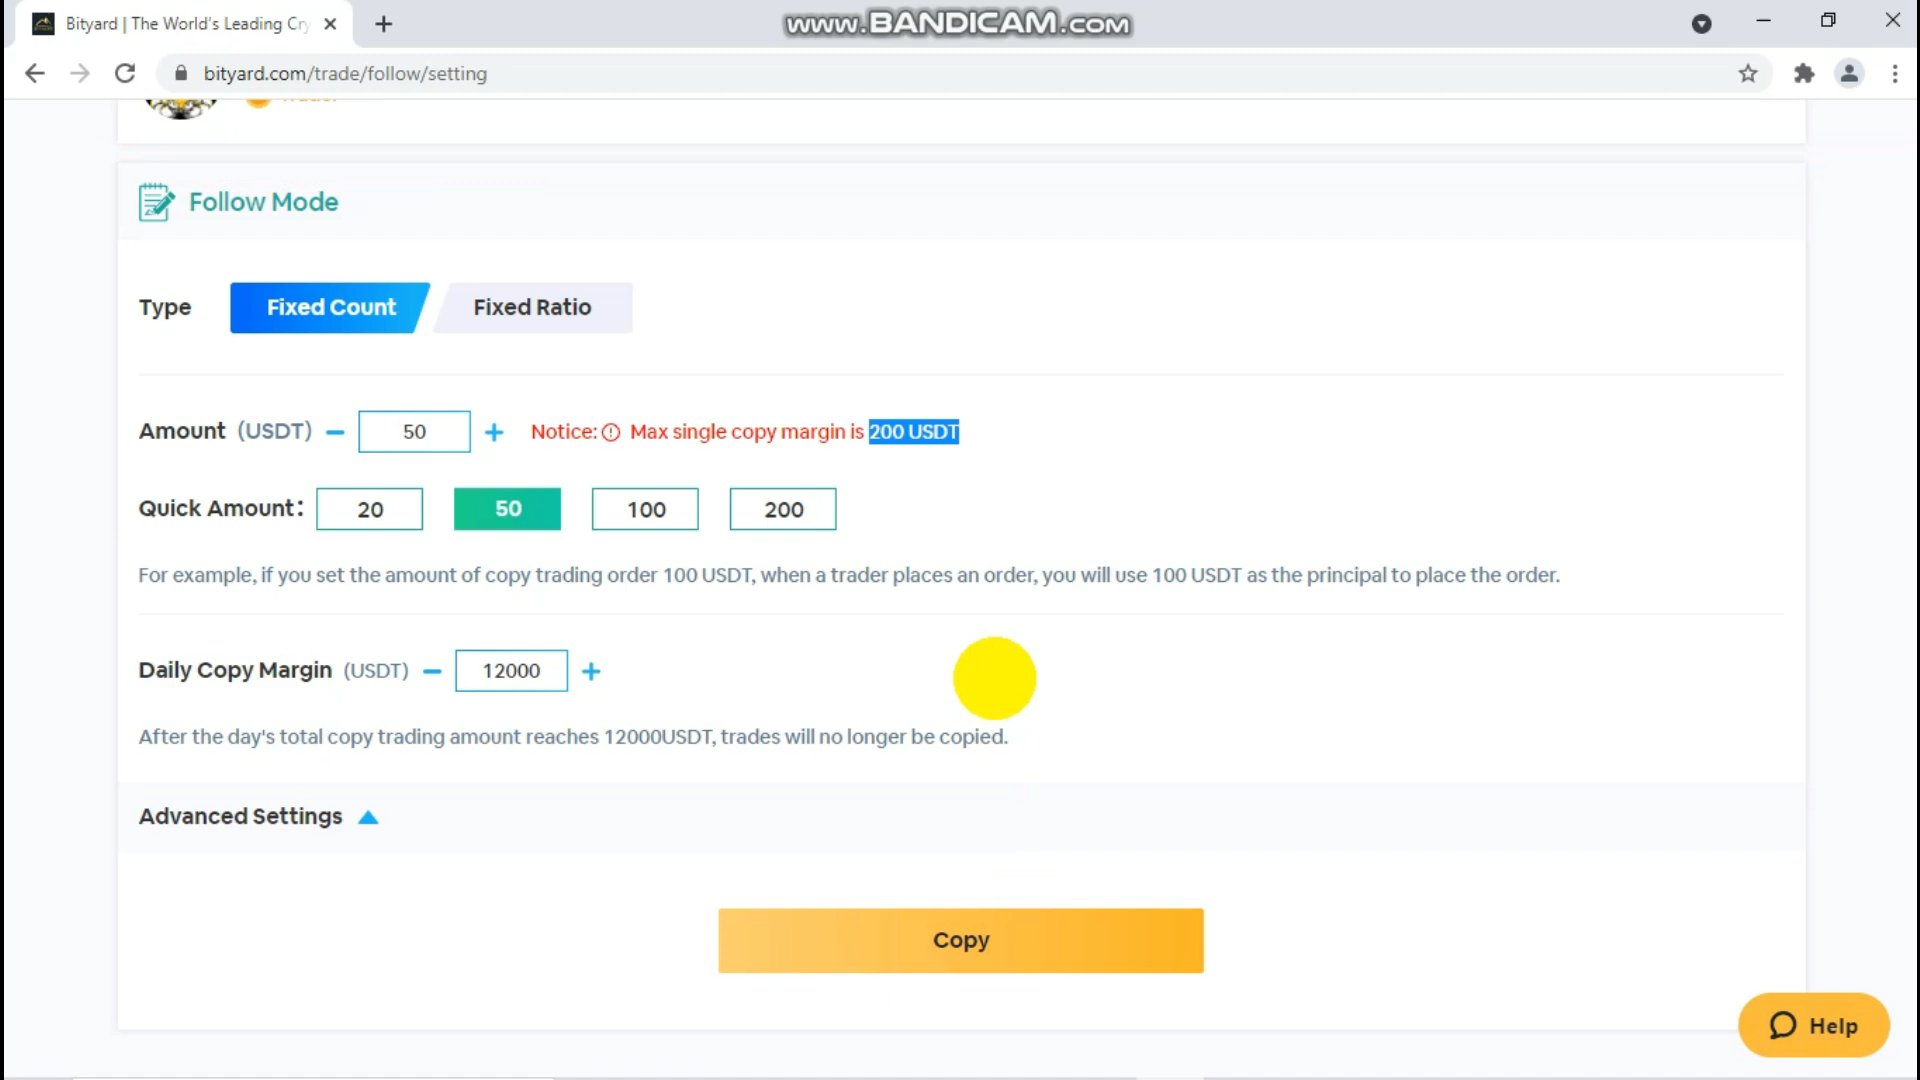 Bityard | The World's Leading Cry
www.BANDICAM.com
bityard.com/trade/follow/setting
Follow Mode
Type Fixed Count Fixed Ratio
Amount (USDT) − 50 + Notice: Max single copy margin is 200 USDT
Quick Amount: 20 50 100 200
For example, if you set the amount of copy trading order 100 USDT, when a trader places an order, you will use 100 USDT as the principal to place the order.
Daily Copy Margin (USDT) − 12000 +
After the day's total copy trading amount reaches 12000USDT, trades will no longer be copied.
Advanced Settings
Copy
Help